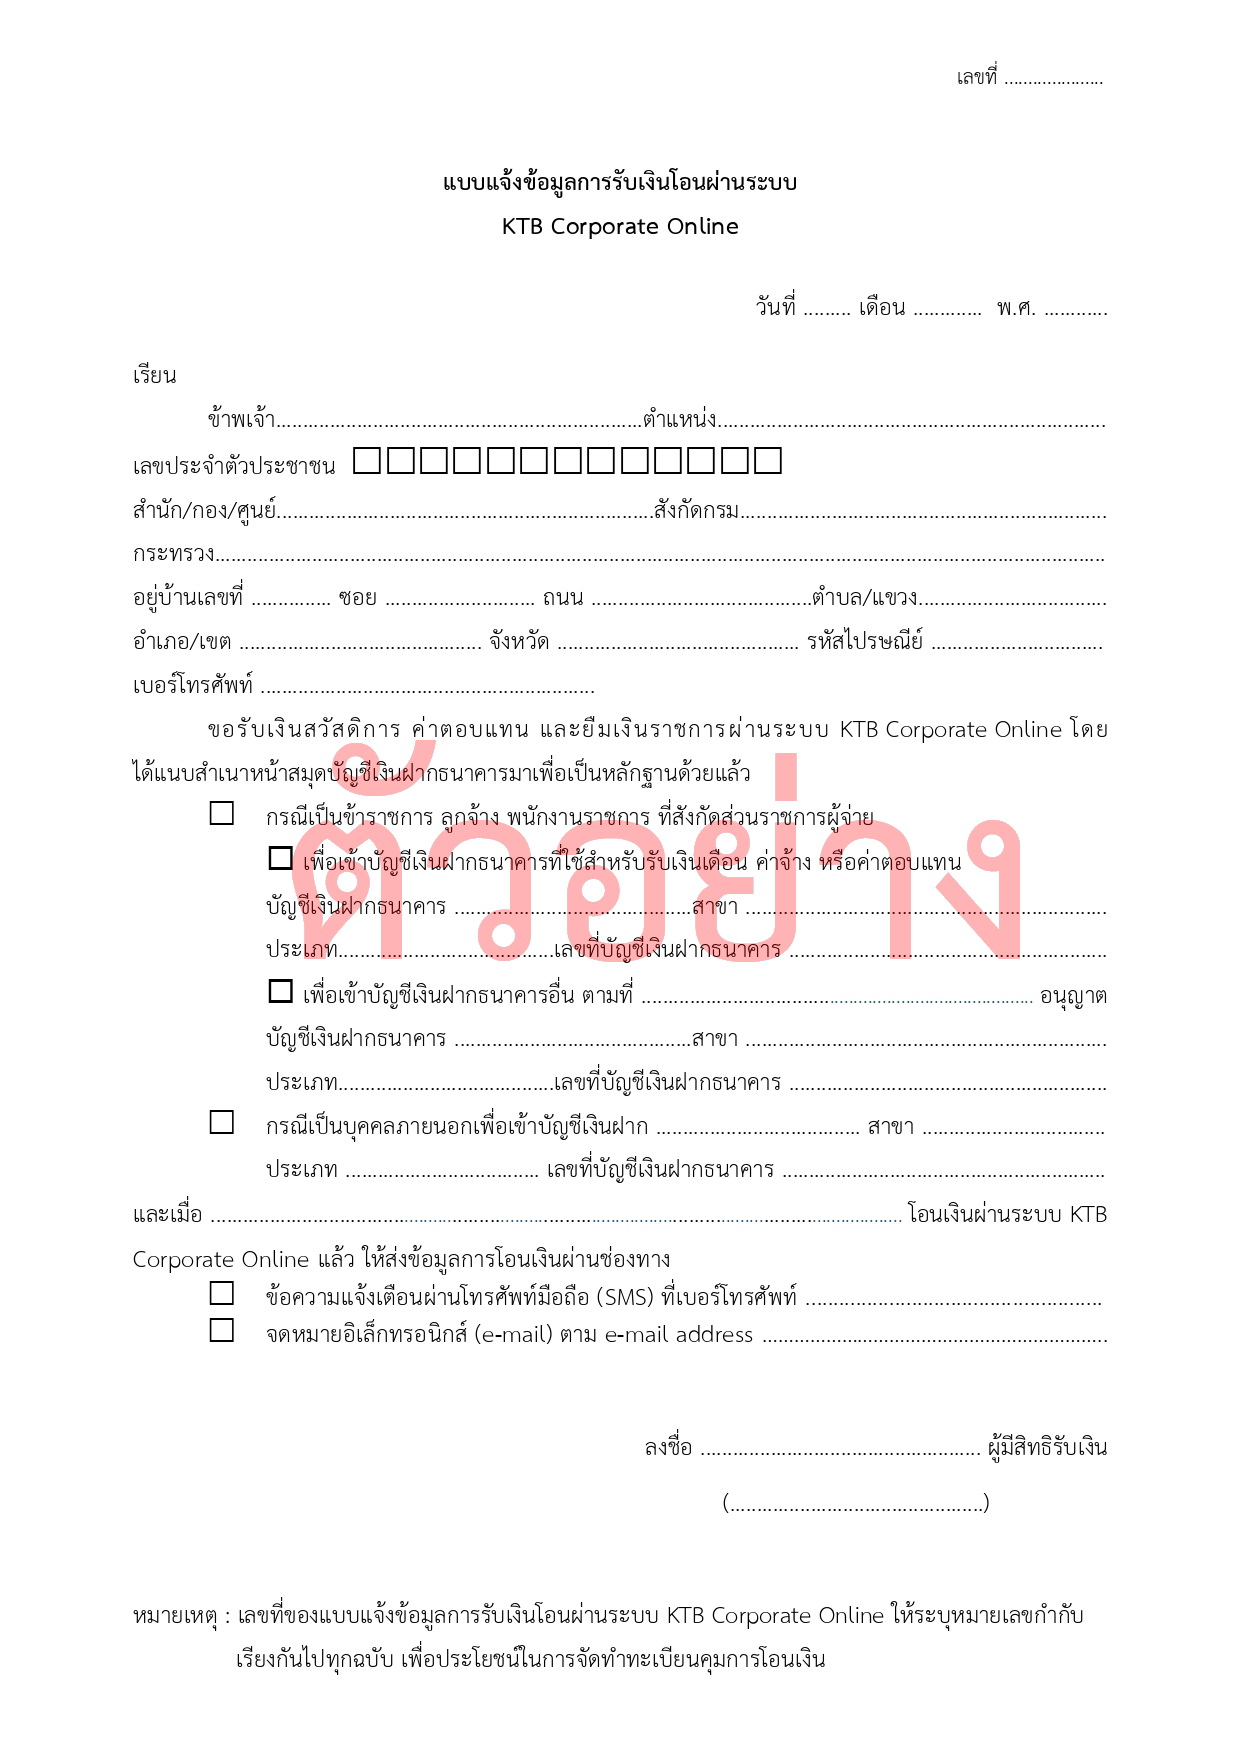 เลขที่ .....................
แบบแจ้งข้อมูลการรับเงินโอนผ่านระบบ
KTB Corporate Online
วันที่ ......... เดือน ............. พ.ศ. ............
เรียน
ข้าพเจ้า....................................................................ตำแหน่ง........................................................................
เลขประจำตัวประชาชน □□□□□□□□□□□□□
สำนัก/กอง/ศูนย์......................................................................สังกัดกรม....................................................................
กระทรวง.....................................................................................................................................................................
อยู่บ้านเลขที่ ............... ซอย ............................ ถนน .........................................ตำบล/แขวง...................................
อำเภอ/เขต ............................................. จังหวัด ............................................. รหัสไปรษณีย์ ................................
เบอร์โทรศัพท์ ..............................................................
ขอรับเงินสวัสดิการ ค่าตอบแทน และยืมเงินราชการผ่านระบบ KTB Corporate Online โดย
ได้แนบสำเนาหน้าสมุดบัญชีเงินฝากธนาคารมาเพื่อเป็นหลักฐานด้วยแล้ว
□ กรณีเป็นข้าราชการ ลูกจ้าง พนักงานราชการ ที่สังกัดส่วนราชการผู้จ่าย
□ เพื่อเข้าบัญชีเงินฝากธนาคารที่ใช้สำหรับรับเงินเดือน ค่าจ้าง หรือค่าตอบแทน
บัญชีเงินฝากธนาคาร ............................................สาขา ...................................................................
ประเภท........................................เลขที่บัญชีเงินฝากธนาคาร ...........................................................
□ เพื่อเข้าบัญชีเงินฝากธนาคารอื่น ตามที่ ......................................................................... อนุญาต
บัญชีเงินฝากธนาคาร ............................................สาขา ...................................................................
ประเภท........................................เลขที่บัญชีเงินฝากธนาคาร ...........................................................
□ กรณีเป็นบุคคลภายนอกเพื่อเข้าบัญชีเงินฝาก ...................................... สาขา ..................................
ประเภท .................................... เลขที่บัญชีเงินฝากธนาคาร ............................................................
และเมื่อ ................................................................................................................................ โอนเงินผ่านระบบ KTB
Corporate Online แล้ว ให้ส่งข้อมูลการโอนเงินผ่านช่องทาง
□ ข้อความแจ้งเตือนผ่านโทรศัพท์มือถือ (SMS) ที่เบอร์โทรศัพท์ .......................................................
□ จดหมายอิเล็กทรอนิกส์ (e-mail) ตาม e-mail address ................................................................
ตัวอย่าง
ลงชื่อ .................................................... ผู้มีสิทธิรับเงิน
(...............................................)
หมายเหตุ : เลขที่ของแบบแจ้งข้อมูลการรับเงินโอนผ่านระบบ KTB Corporate Online ให้ระบุหมายเลขกำกับ
เรียงกันไปทุกฉบับ เพื่อประโยชน์ในการจัดทำทะเบียนคุมการโอนเงิน